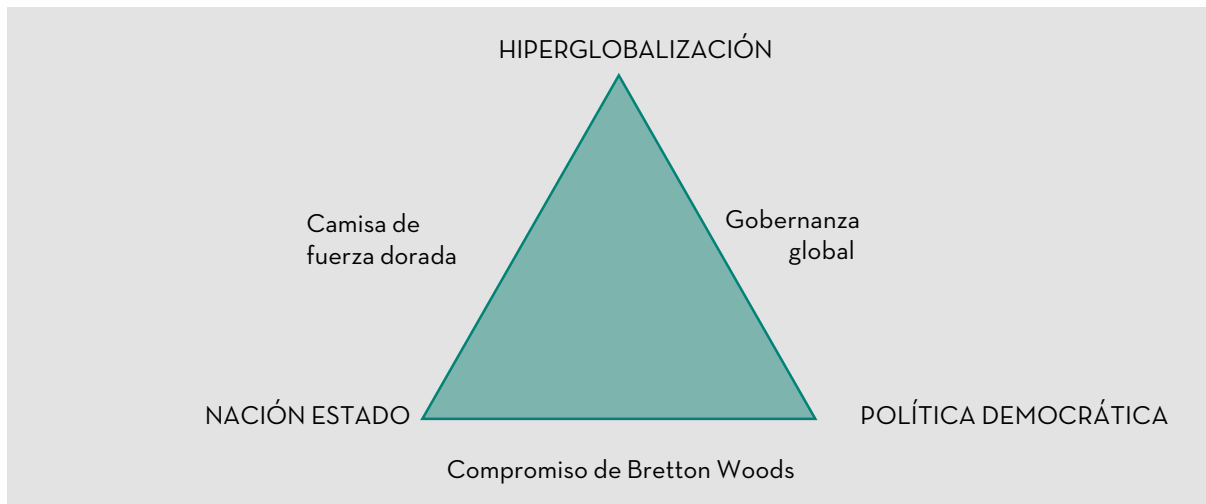 HIPERGLOBALIZACIÓN
Camisa de
fuerza dorada
Gobernanza
global
NACIÓN ESTADO
POLÍTICA DEMOCRÁTICA
Compromiso de Bretton Woods